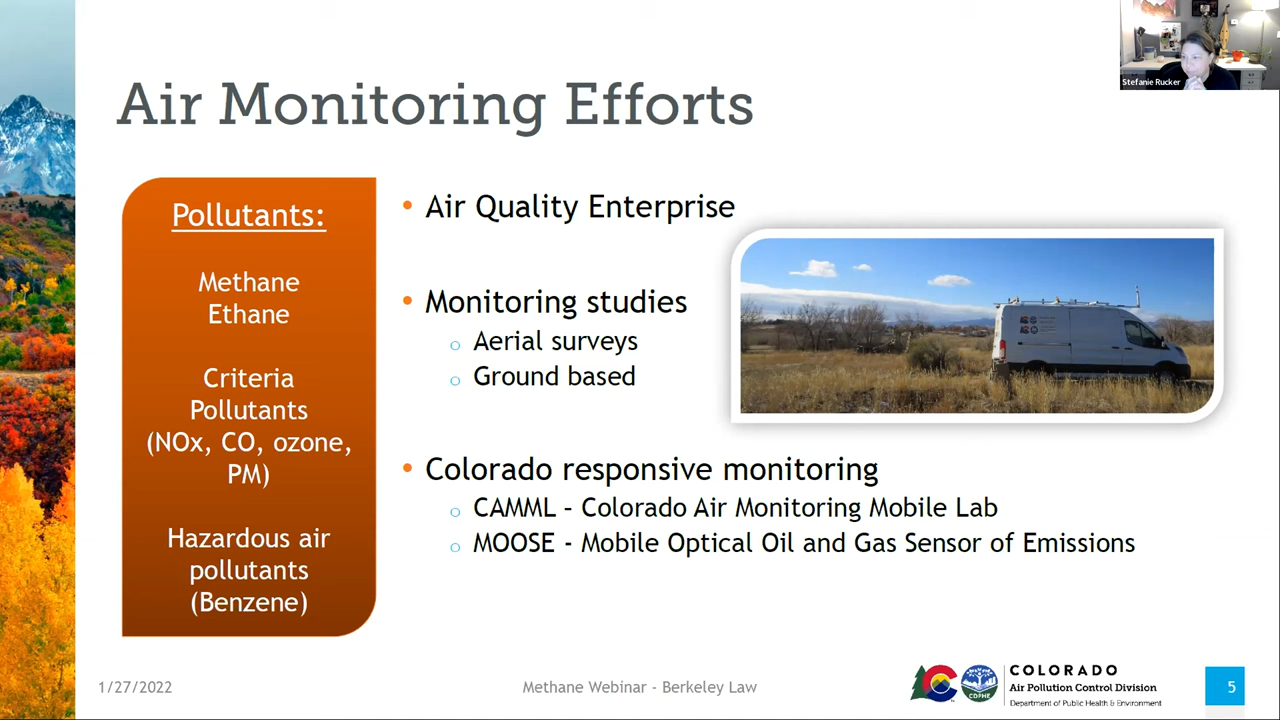 Stefanie Rucker
Air Monitoring Efforts
Pollutants:
Methane
Ethane
Criteria
Pollutants
(NOx, CO, ozone,
PM)
Hazardous air
pollutants
(Benzene)
• Air Quality Enterprise
• Monitoring studies
o Aerial surveys
o Ground based
• Colorado responsive monitoring
o CAMML – Colorado Air Monitoring Mobile Lab
o MOOSE - Mobile Optical Oil and Gas Sensor of Emissions
1/27/2022
Methane Webinar - Berkeley Law
CDPHE
COLORADO
Air Pollution Control Division
Department of Public Health & Environment
5